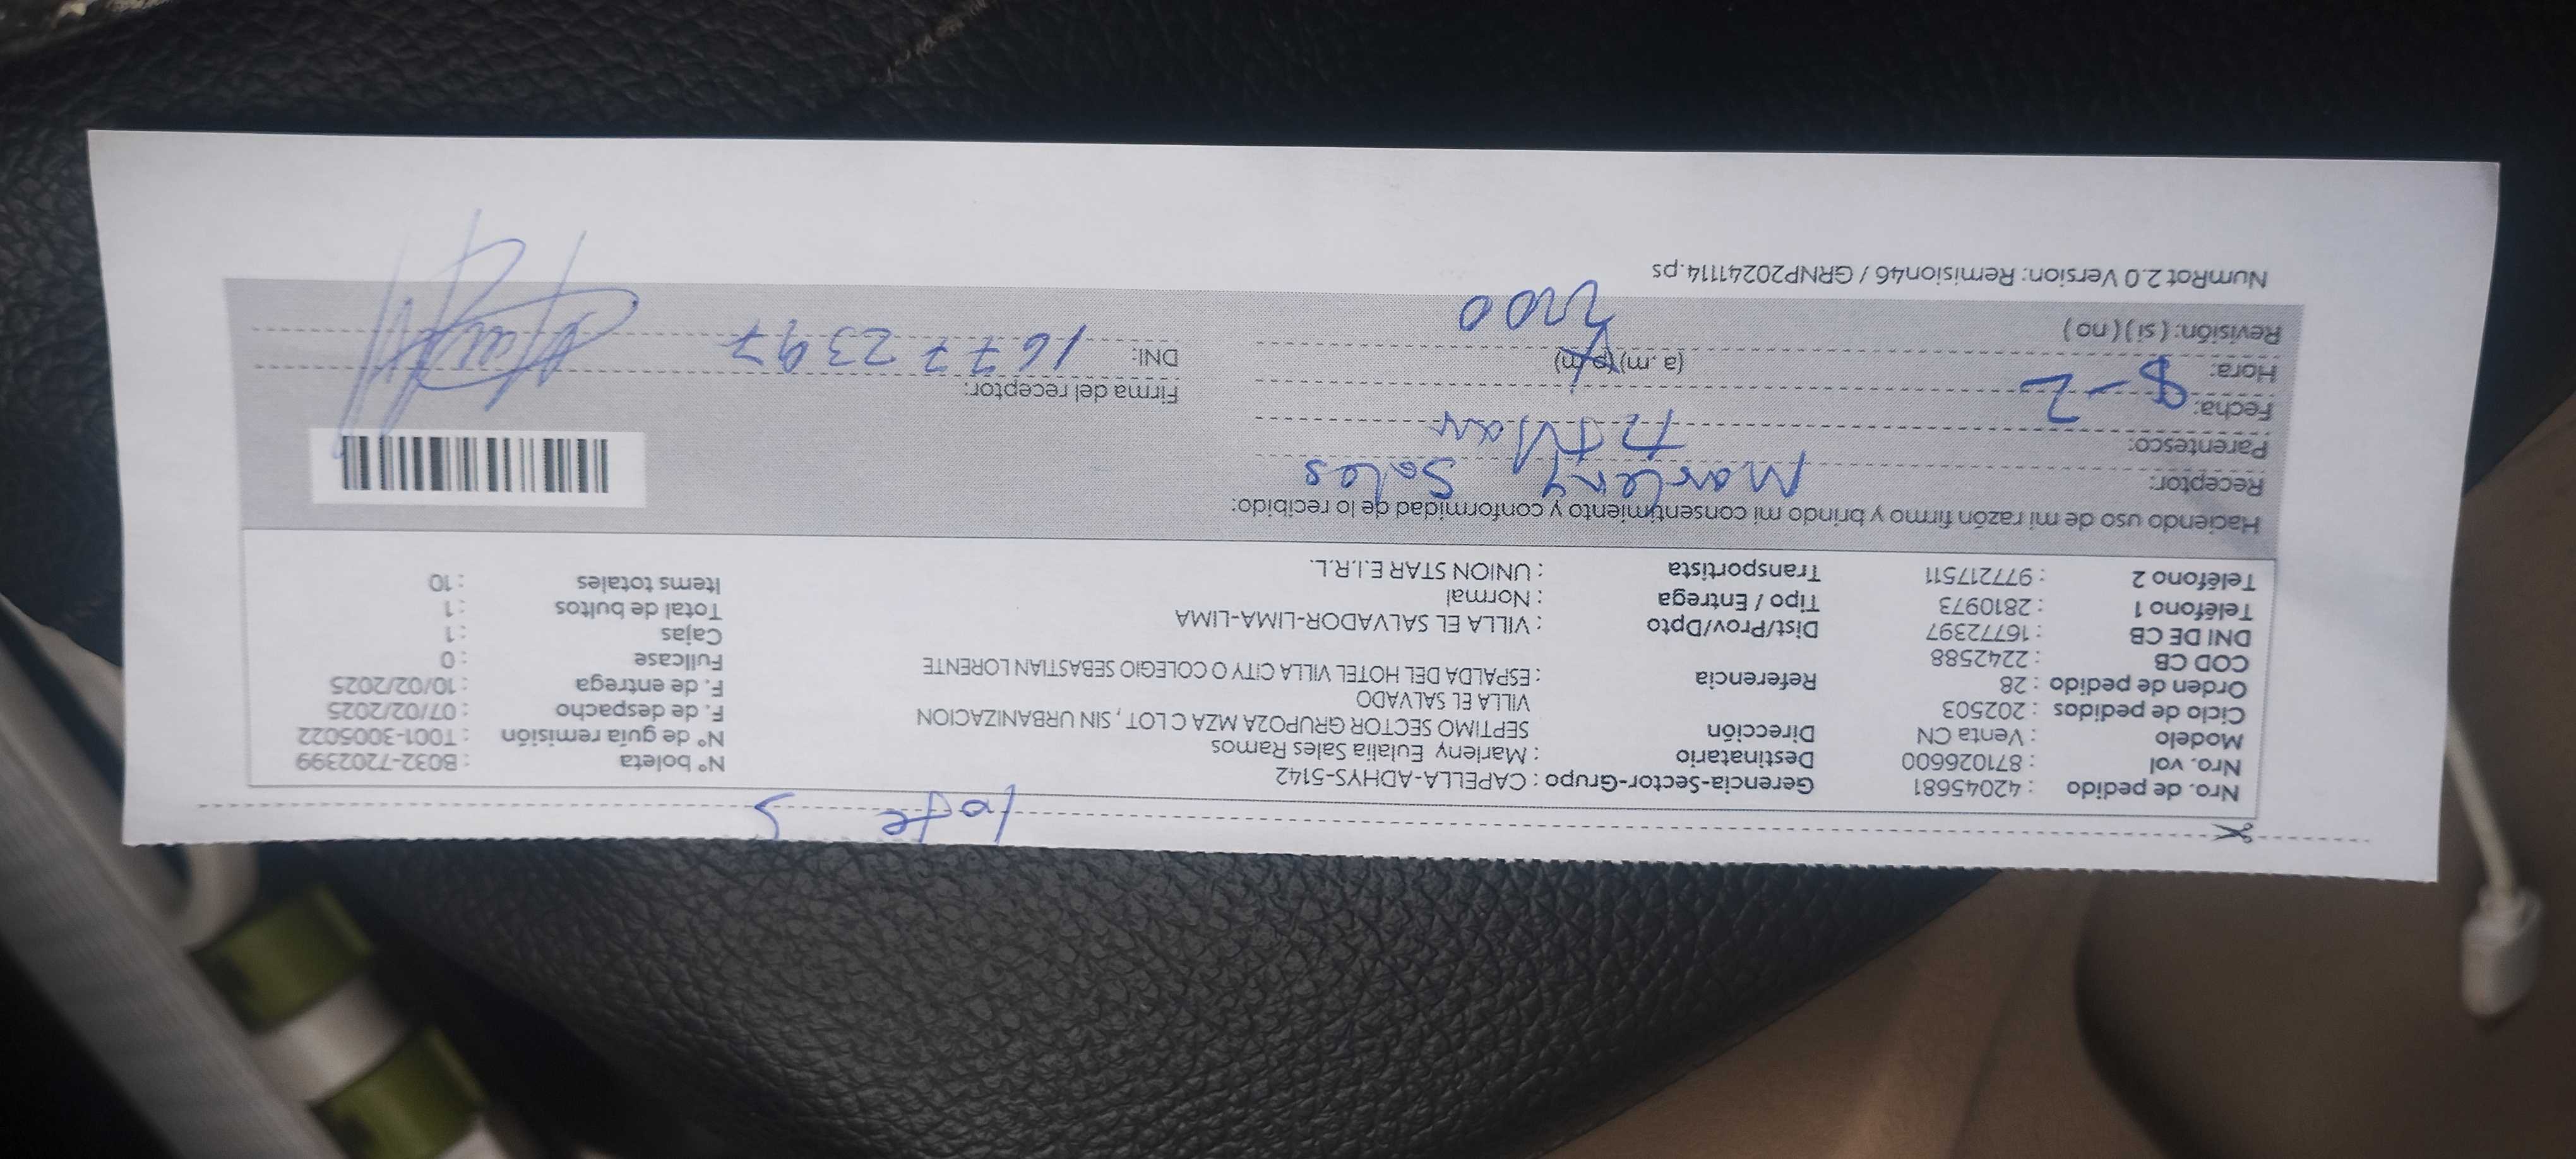 lote 5
Nro. de pedido : 42045681 Gerencia-Sector-Grupo : CAPELLA-ADHYS-5142 N° boleta : B032-7202399
Nro. vol : 871026600 Destinatario : Marleny Eulalia Sales Ramos N° de guía remisión : T001-3005022
Modelo : Venta CN Dirección SEPTIMO SECTOR GRUPO2A MZA C LOT , SIN URBANIZACION F. de despacho : 07/02/2025
Ciclo de pedidos : 202503 VILLA EL SALVADO F. de entrega : 10/02/2025
Orden de pedido : 28 Referencia : ESPALDA DEL HOTEL VILLA CITY O COLEGIO SEBASTIAN LORENTE Fullcase : 0
COD CB : 2242588 Cajas : 1
DNI DE CB : 16772397 Dist/Prov/Dpto : VILLA EL SALVADOR-LIMA-LIMA Total de bultos : 1
Teléfono 1 : 2810973 Tipo / Entrega : Normal Items totales : 10
Teléfono 2 : 977217511 Transportista : UNION STAR E.I.R.L.
Haciendo uso de mi razón firmo y brindo mi consentimiento y conformidad de lo recibido:
Receptor: Marleny Sales
Parentesco:
Fecha: 8-2 Firma del receptor:
Hora: (a .m) (p.m) DNI: 16772397
Revisión: ( si ) ( no )
NumRot 2.0 Version: Remision46 / GRNP20241114.ps